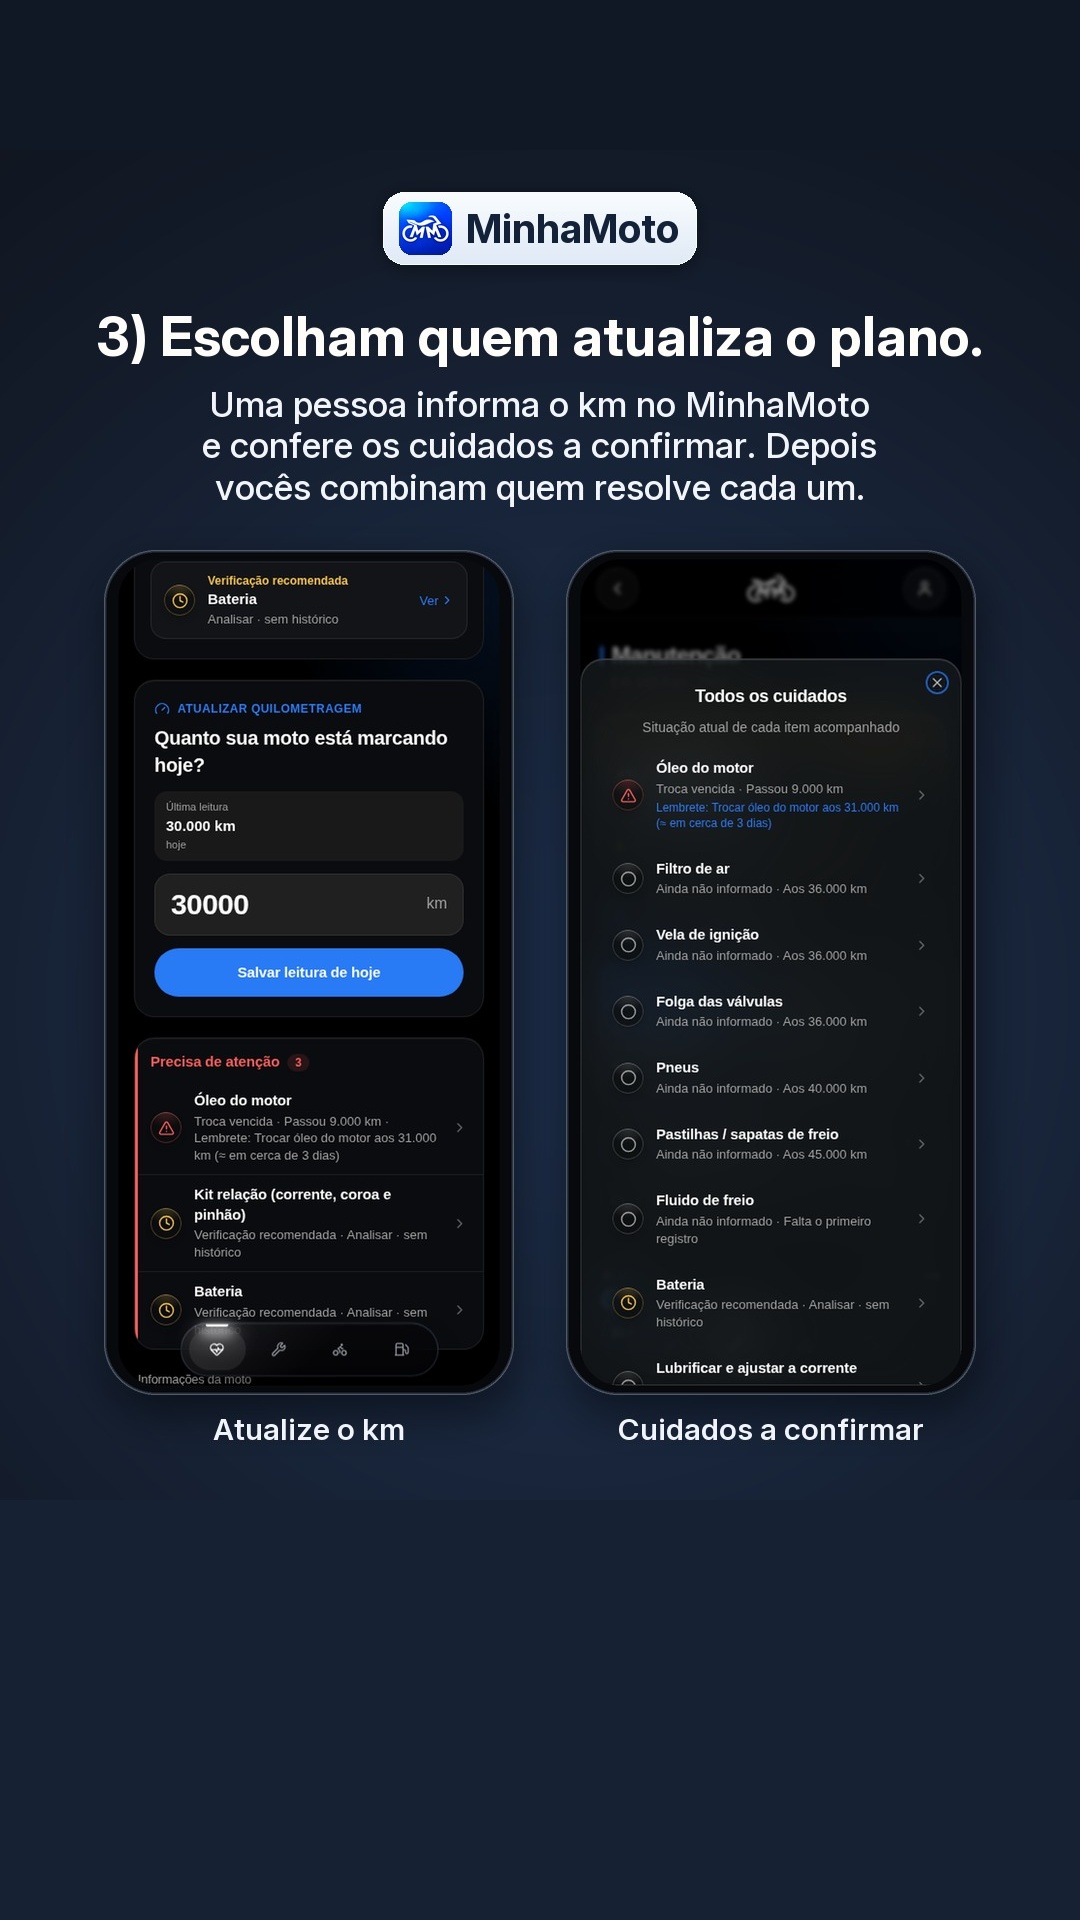 MinhaMoto
3) Escolham quem atualiza o plano.
Uma pessoa informa o km no MinhaMoto
e confere os cuidados a confirmar. Depois
vocês combinam quem resolve cada um.
Verificação recomendada
Bateria
Analisar · sem histórico
Ver
ATUALIZAR QUILOMETRAGEM
Quanto sua moto está marcando
hoje?
Última leitura
30.000 km
hoje
30000 km
Salvar leitura de hoje
Precisa de atenção 3
Óleo do motor
Troca vencida · Passou 9.000 km ·
Lembrete: Trocar óleo do motor aos 31.000
km (≈ em cerca de 3 dias)
Kit relação (corrente, coroa e
pinhão)
Verificação recomendada · Analisar · sem
histórico
Bateria
Verificação recomendada · Analisar · sem
Informações da moto
Atualize o km
Manutenção
Todos os cuidados
Situação atual de cada item acompanhado
Óleo do motor
Troca vencida · Passou 9.000 km
Lembrete: Trocar óleo do motor aos 31.000 km
(≈ em cerca de 3 dias)
Filtro de ar
Ainda não informado · Aos 36.000 km
Vela de ignição
Ainda não informado · Aos 36.000 km
Folga das válvulas
Ainda não informado · Aos 36.000 km
Pneus
Ainda não informado · Aos 40.000 km
Pastilhas / sapatas de freio
Ainda não informado · Aos 45.000 km
Fluido de freio
Ainda não informado · Falta o primeiro
registro
Bateria
Verificação recomendada · Analisar · sem
histórico
Lubrificar e ajustar a corrente
Cuidados a confirmar